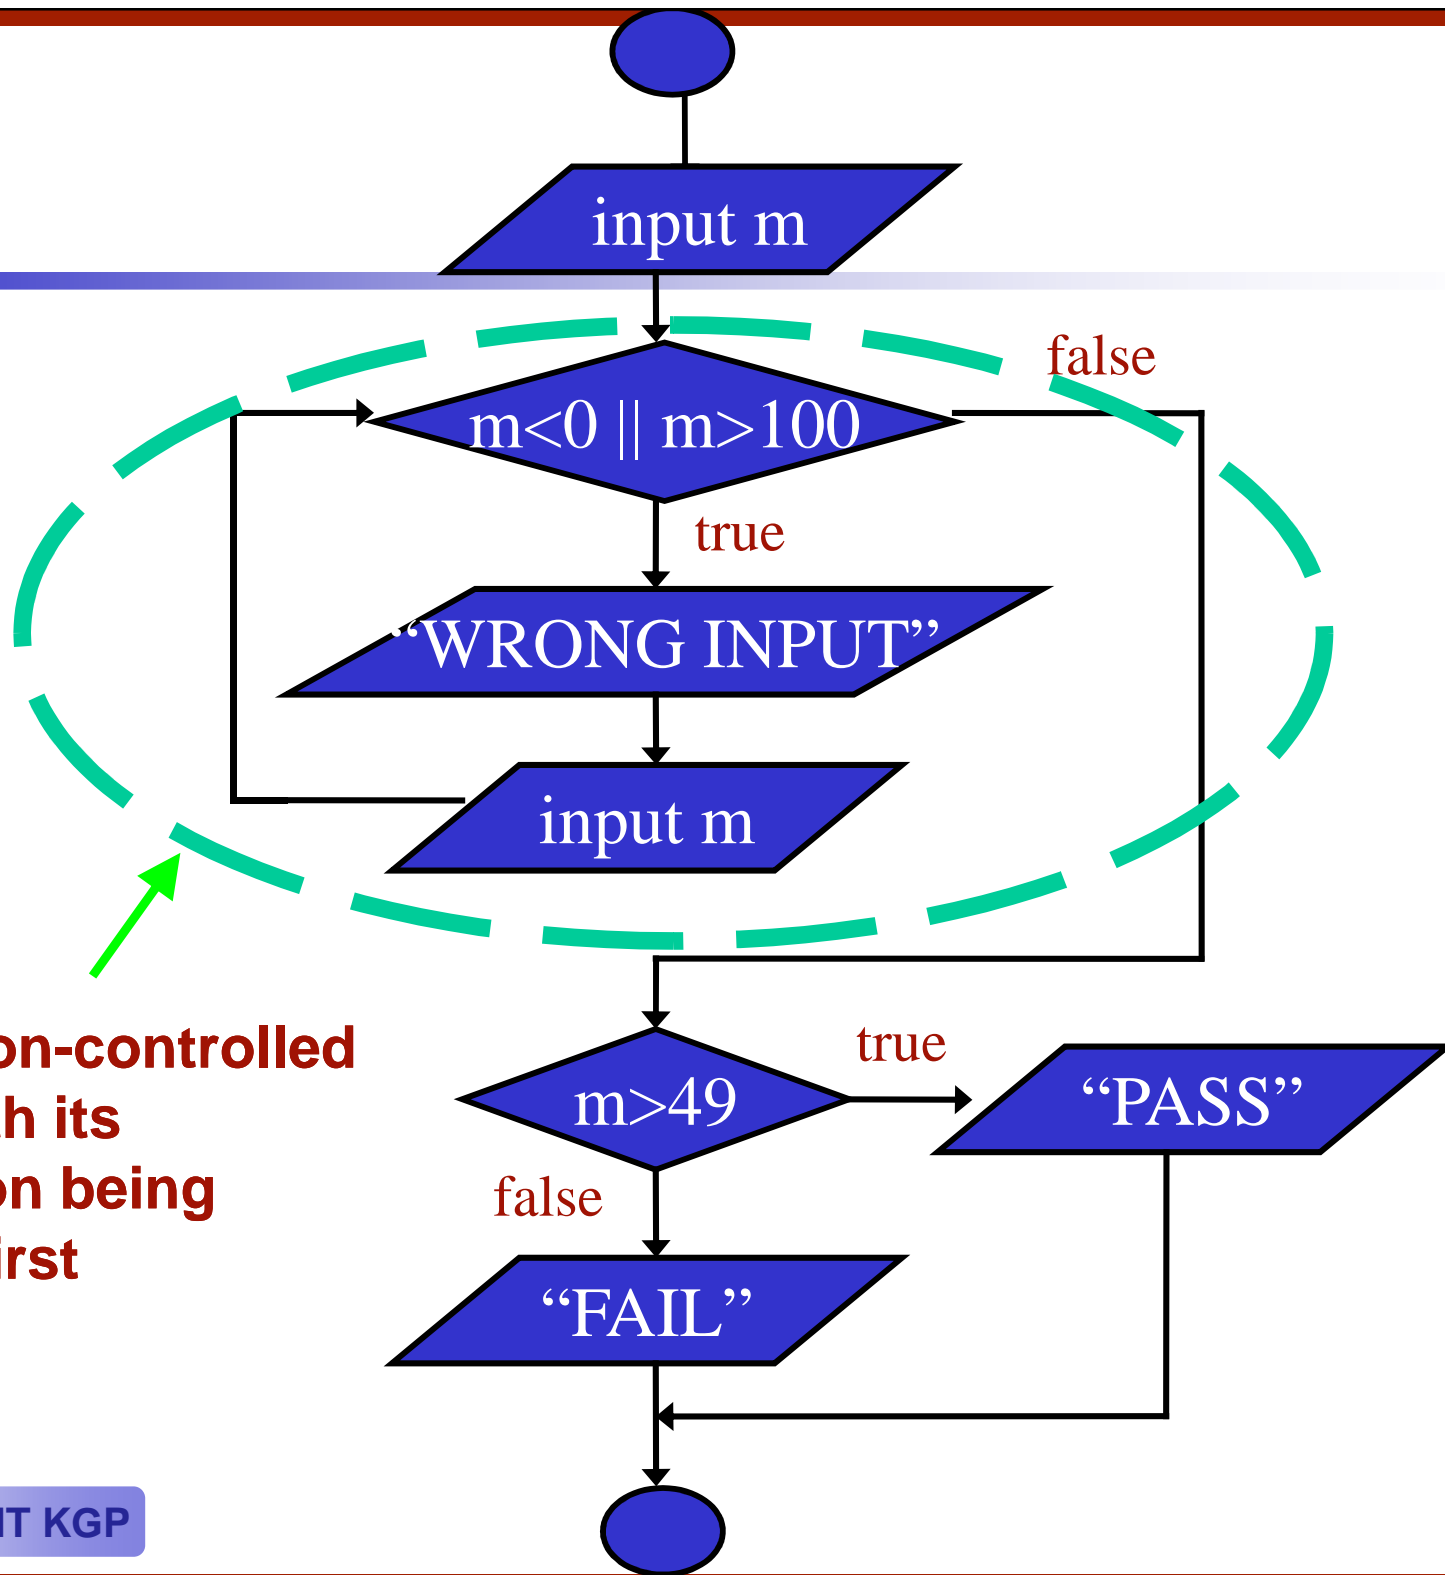 input m
false
m<0 || m>100
true
“WRONG INPUT”
input m
on-controlled
h its
on being
irst
true
m>49
“PASS”
false
“FAIL”
IT KGP